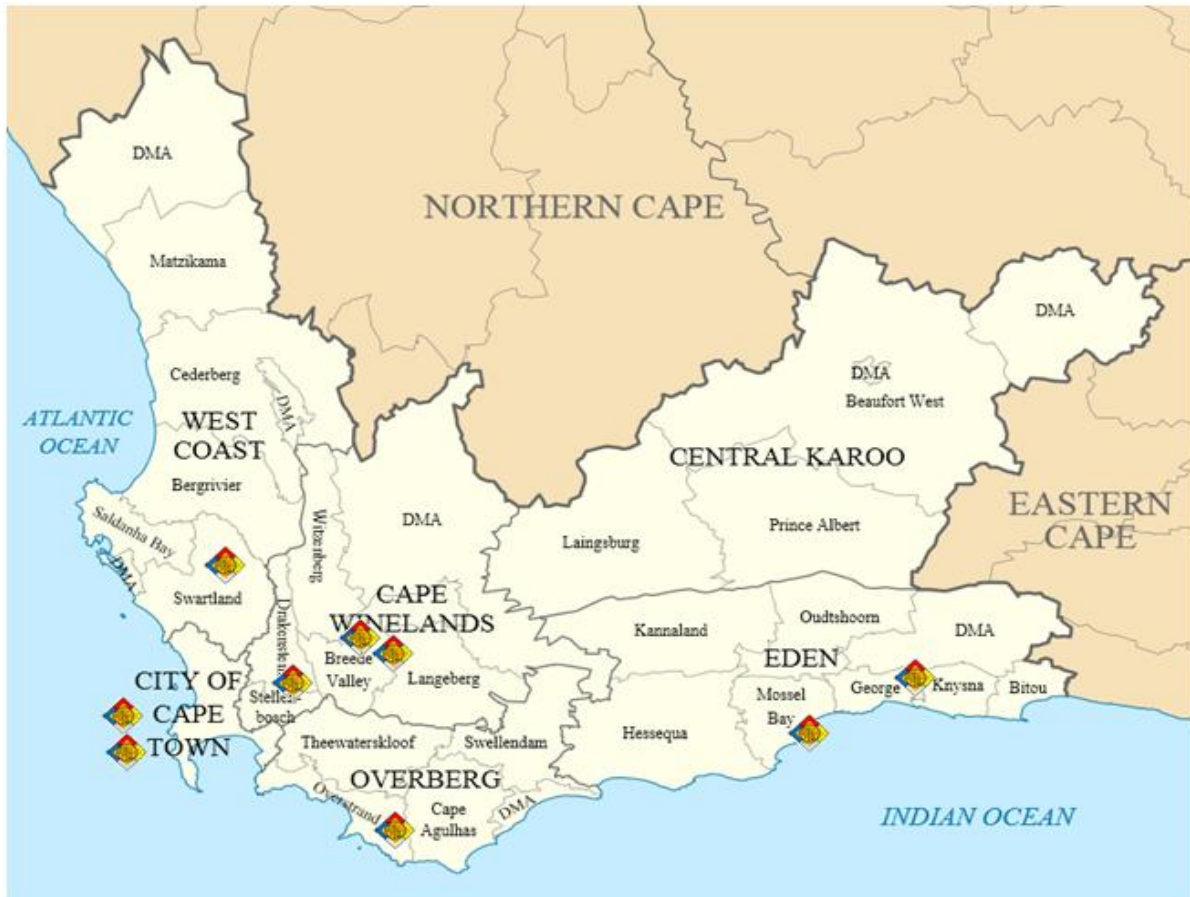 DMA
NORTHERN CAPE
Matzikama
DMA
Cederberg
DMA
Beaufort West
DMA
ATLANTIC
OCEAN
WEST
COAST
CENTRAL KAROO
Bergrivier
EASTERN
CAPE
Saldanha Bay
Witzenberg
DMA
Prince Albert
Laingsburg
DMA
Swartland
Drakenstein
CAPE
WINELANDS
Oudtshoorn
Kannaland
DMA
Breede
Valley
Langeberg
EDEN
CITY OF
CAPE
TOWN
Stellen-
bosch
Mossel
Bay
George
Knysna
Bitou
Theewaterskloof
Swellendam
Hessequa
OVERBERG
Overstrand
Cape
Agulhas
DMA
INDIAN OCEAN